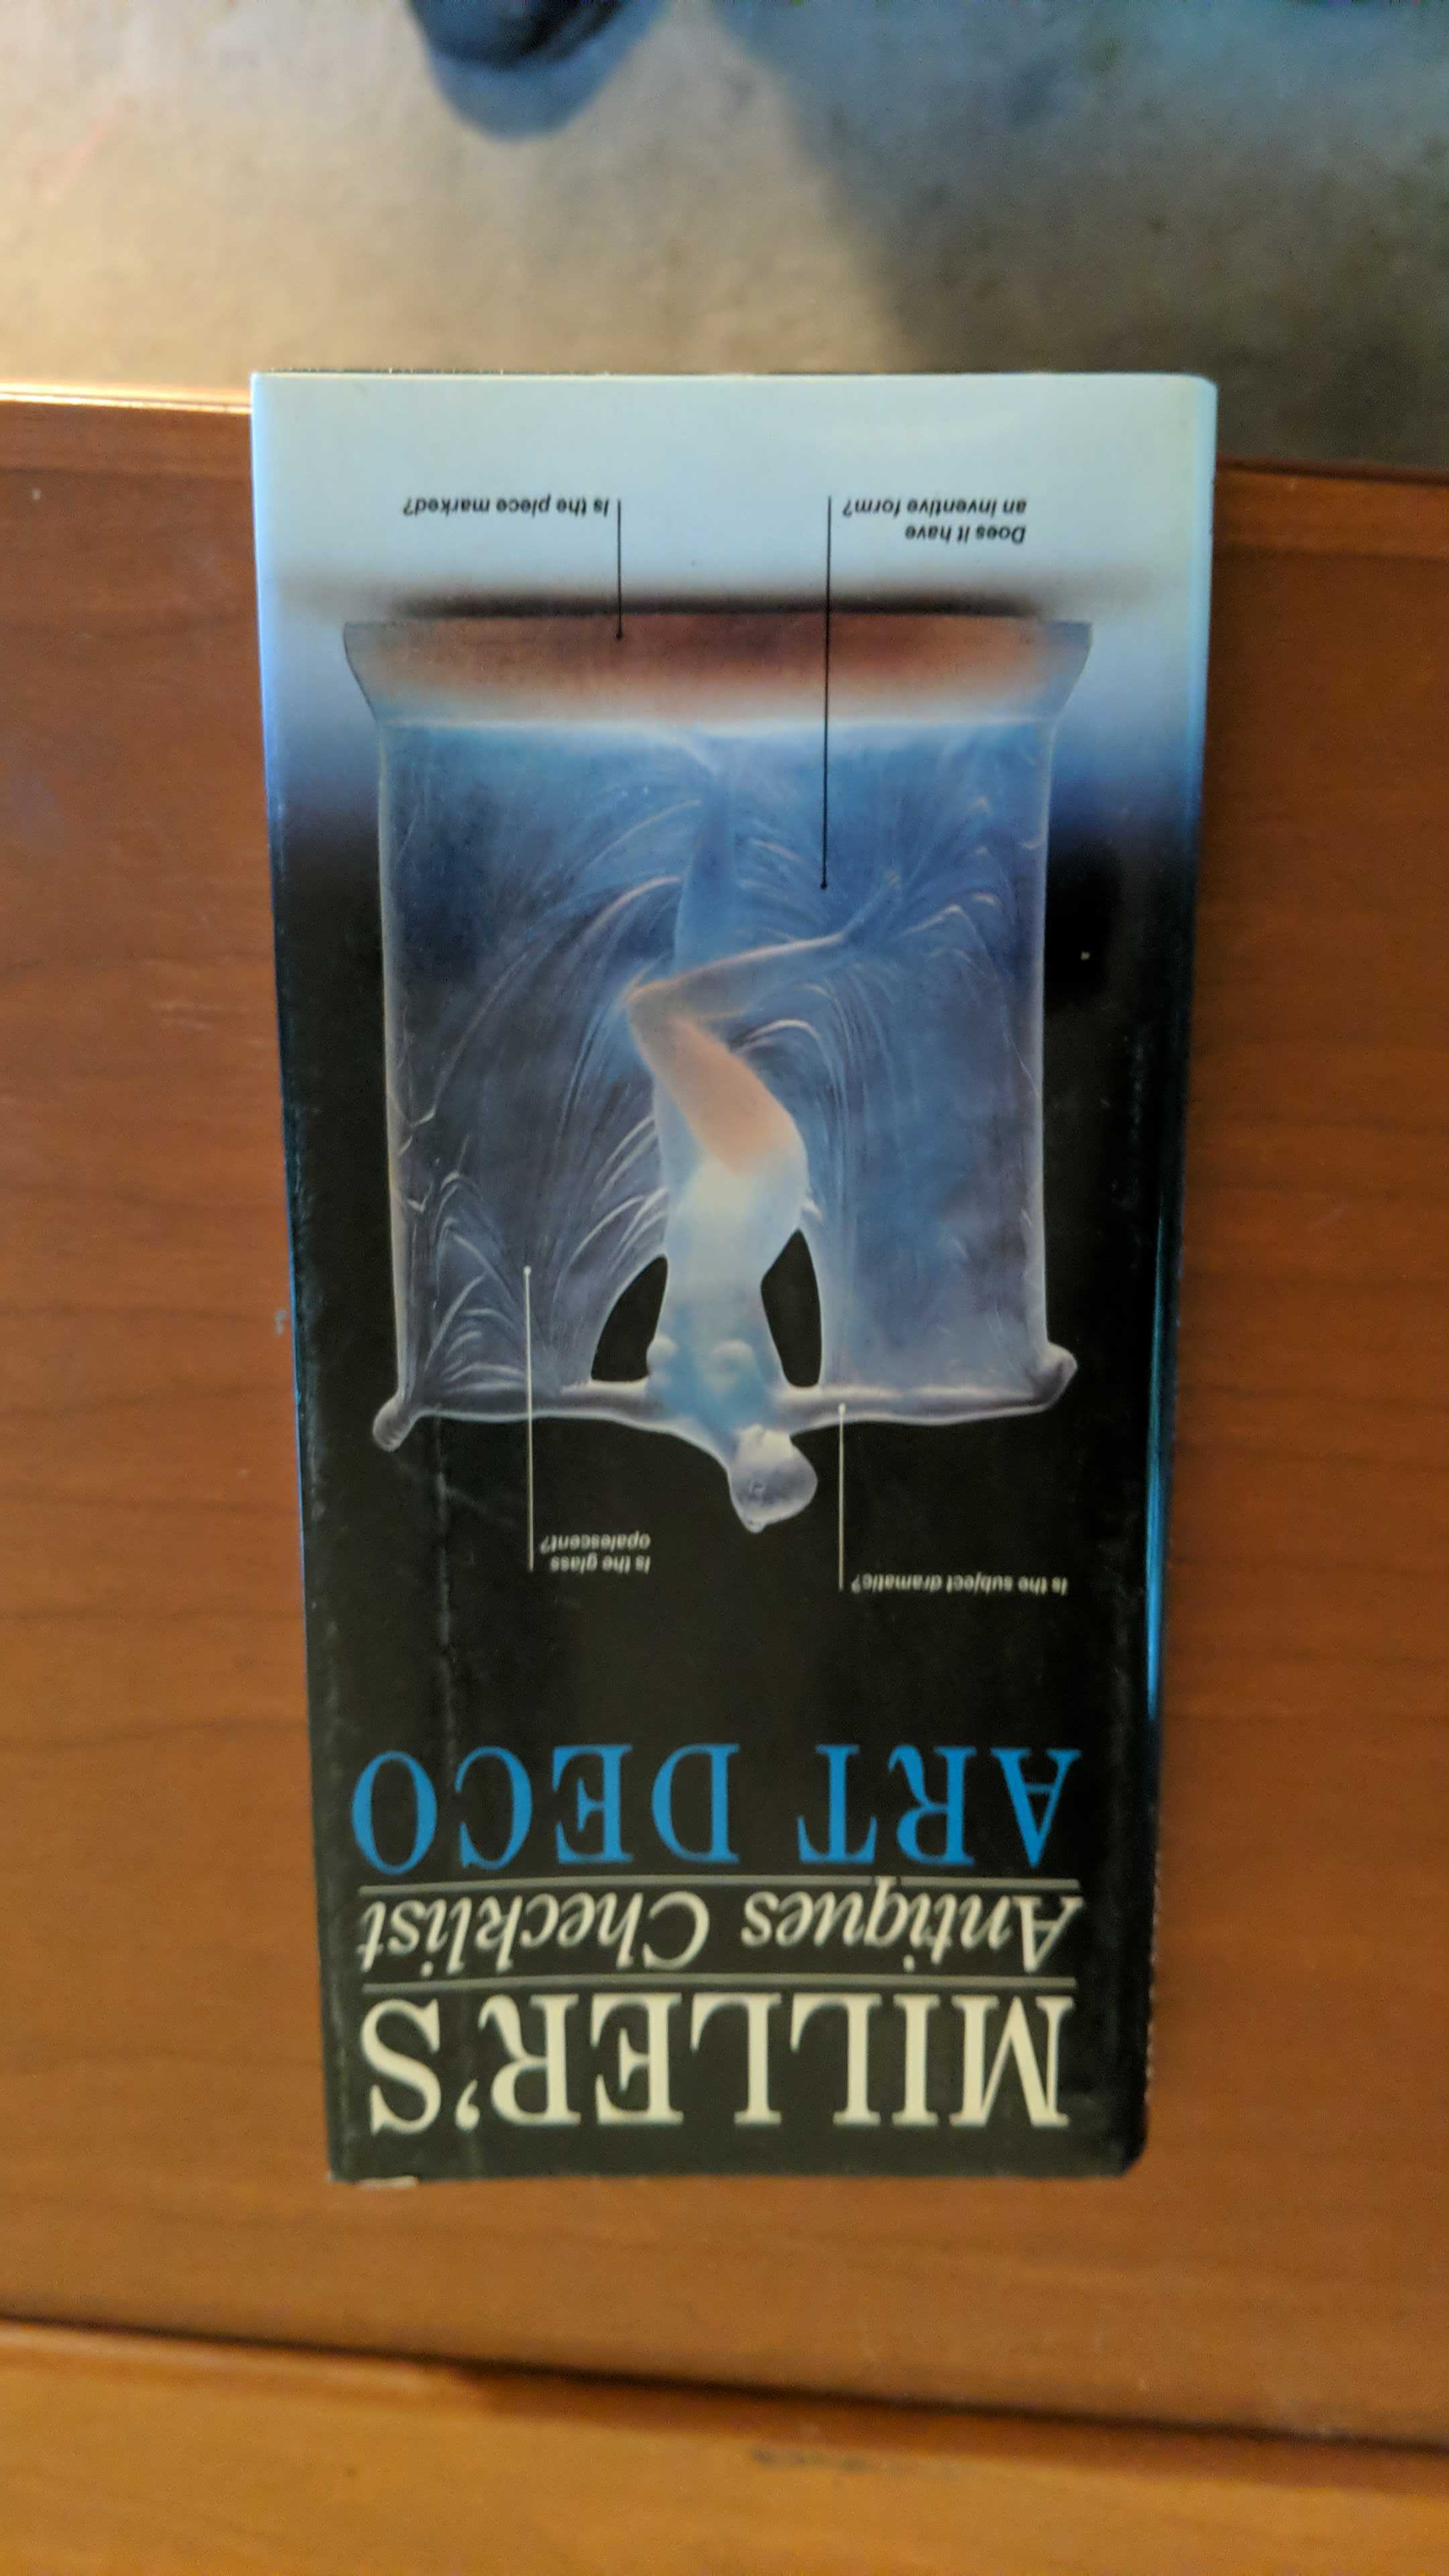 MILLER'S
Antiques Checklist
ART DECO
Is the subject dramatic?
Is the glass
opalescent?
Does it have
an inventive form?
Is the piece marked?